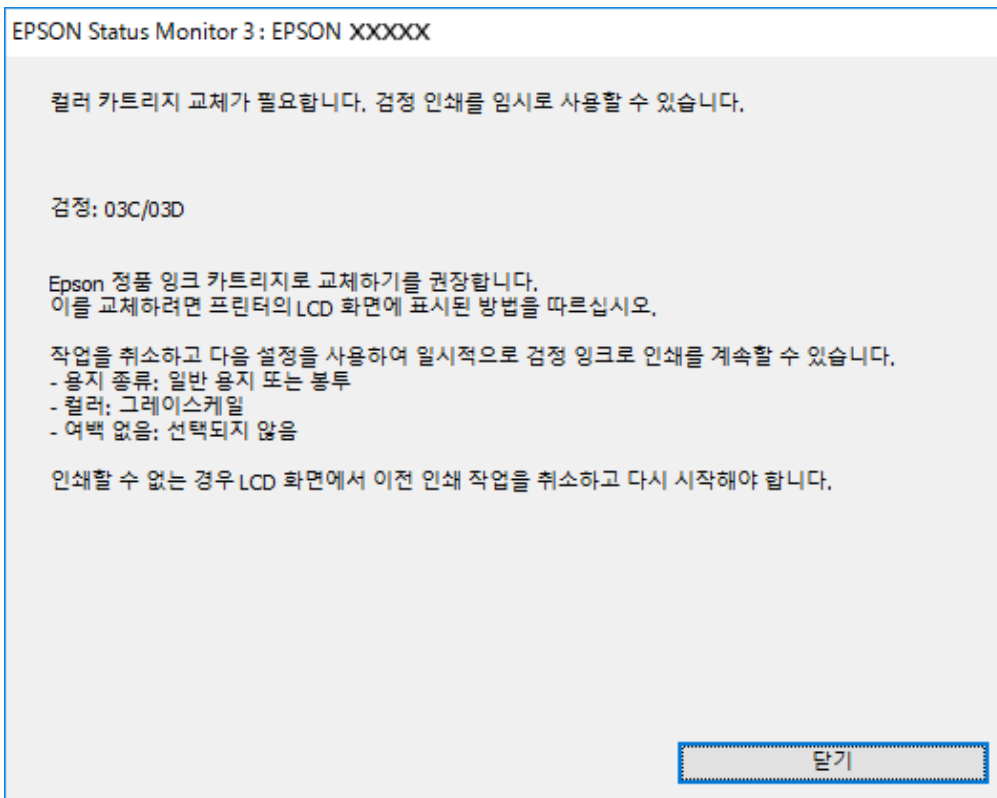 EPSON Status Monitor 3 : EPSON XXXXX
컬러 카트리지 교체가 필요합니다. 검정 인쇄를 임시로 사용할 수 있습니다.
검정: 03C/03D
Epson 정품 잉크 카트리지로 교체하기를 권장합니다.
이를 교체하려면 프린터의 LCD 화면에 표시된 방법을 따르십시오.
작업을 취소하고 다음 설정을 사용하여 일시적으로 검정 잉크로 인쇄를 계속할 수 있습니다.
- 용지 종류: 일반 용지 또는 봉투
- 컬러: 그레이스케일
- 여백 없음: 선택되지 않음
인쇄할 수 없는 경우 LCD 화면에서 이전 인쇄 작업을 취소하고 다시 시작해야 합니다.
닫기